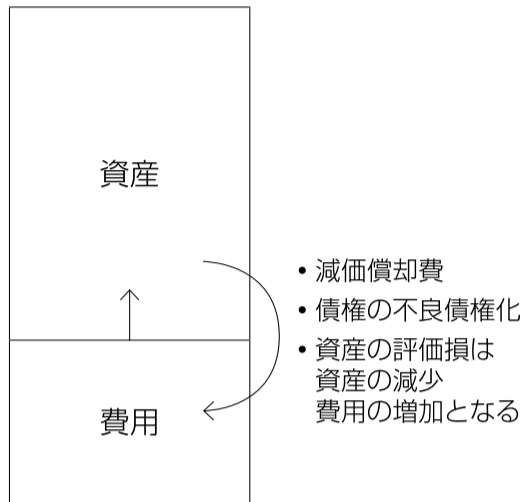 資産
• 減価償却費
• 債権の不良債権化
• 資産の評価損は
資産の減少
費用の増加となる
費用